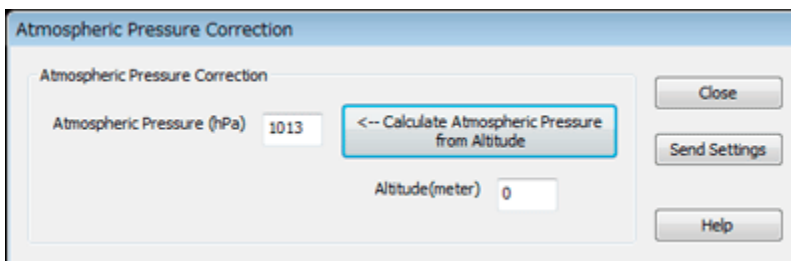 Atmospheric Pressure Correction
Atmospheric Pressure Correction
Close
Atmospheric Pressure (hPa) 1013 <-- Calculate Atmospheric Pressure
from Altitude
Send Settings
Altitude(meter) 0
Help